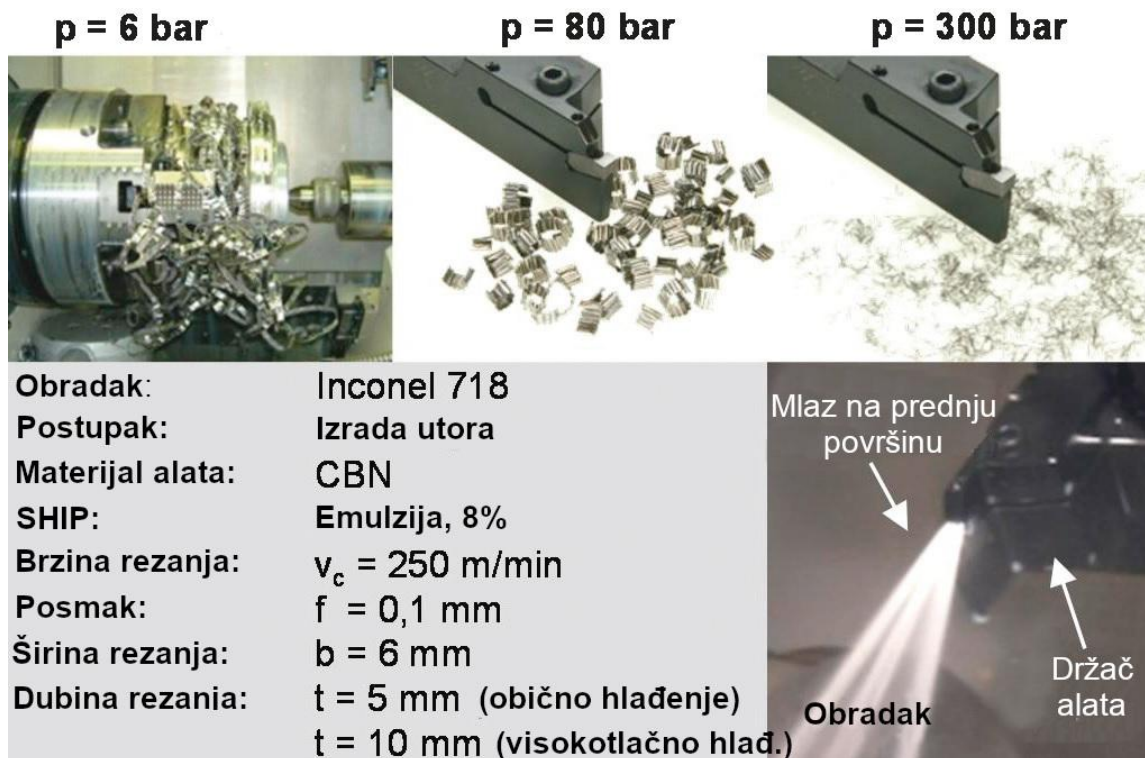 p = 6 bar
p = 80 bar
p = 300 bar
Obradak: Inconel 718
Postupak: Izrada utora
Materijal alata: CBN
SHIP: Emulzija, 8%
Brzina rezanja: vc = 250 m/min
Posmak: f = 0,1 mm
Širina rezanja: b = 6 mm
Dubina rezanja: t = 5 mm (obično hlađenje)
t = 10 mm (visokotlačno hlađ.)
Mlaz na prednju
površinu
Držač
alata
Obradak